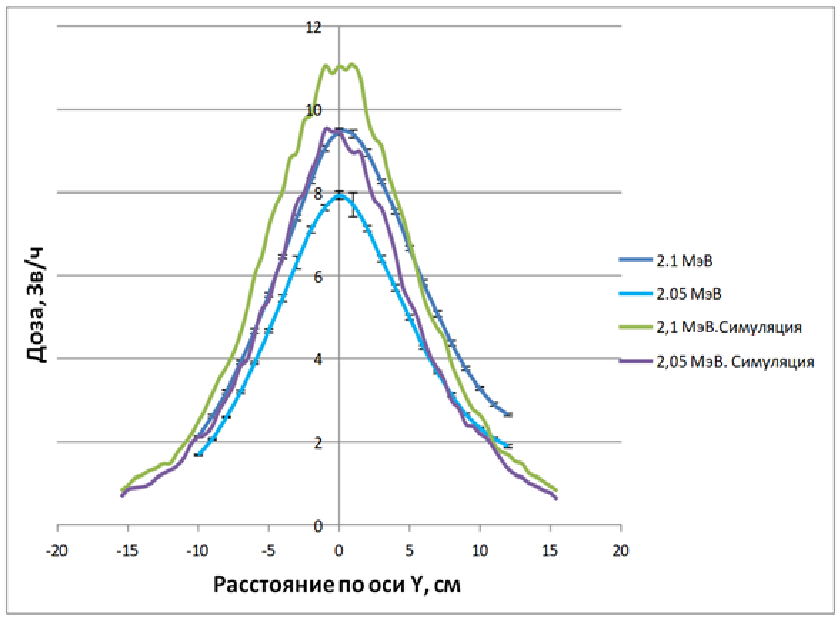 12
10
8
6
4
2
0
-20 -15 -10 -5 0 5 10 15 20
Доза, Зв/ч
Расстояние по оси Y, см
2.1 МэВ
2.05 МэВ
2,1 МэВ.Симуляция
2,05 МэВ. Симуляция